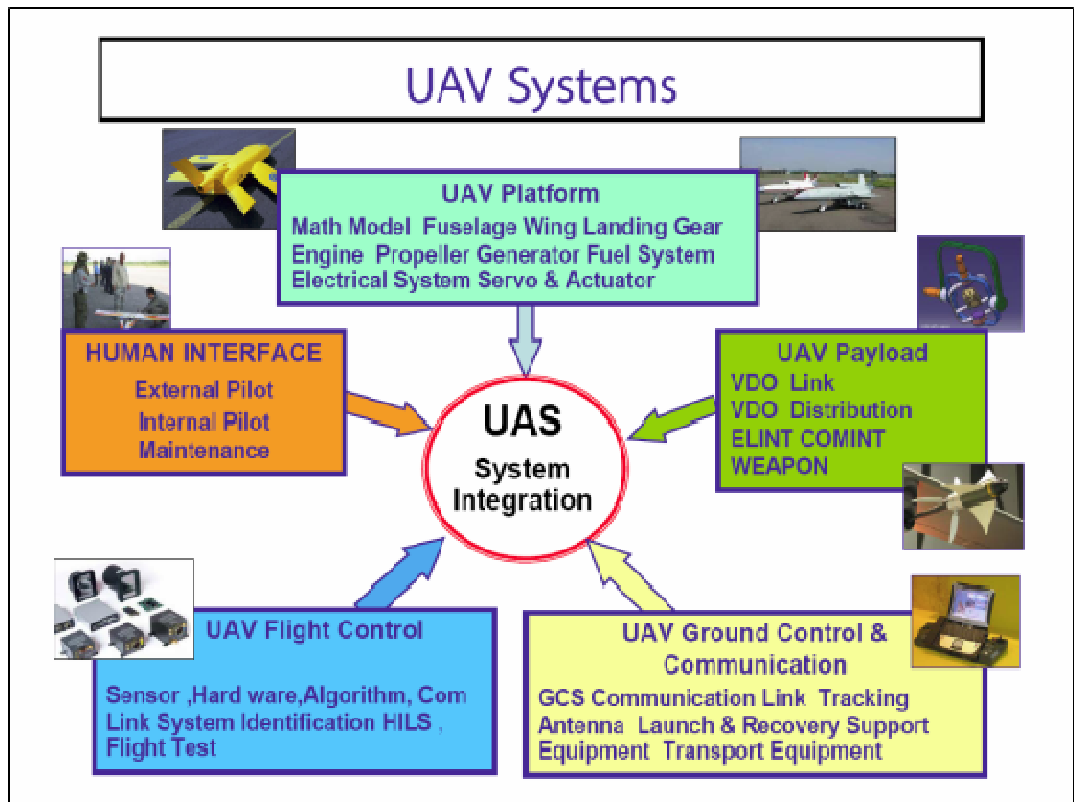 UAV Systems
UAV Platform
Math Model Fuselage Wing Landing Gear
Engine Propeller Generator Fuel System
Electrical System Servo & Actuator
HUMAN INTERFACE
External Pilot
Internal Pilot
Maintenance
UAV Payload
VDO Link
VDO Distribution
ELINT COMINT
WEAPON
UAS
System
Integration
UAV Flight Control
Sensor ,Hard ware,Algorithm, Com
Link System Identification HILS ,
Flight Test
UAV Ground Control &
Communication
GCS Communication Link Tracking
Antenna Launch & Recovery Support
Equipment Transport Equipment